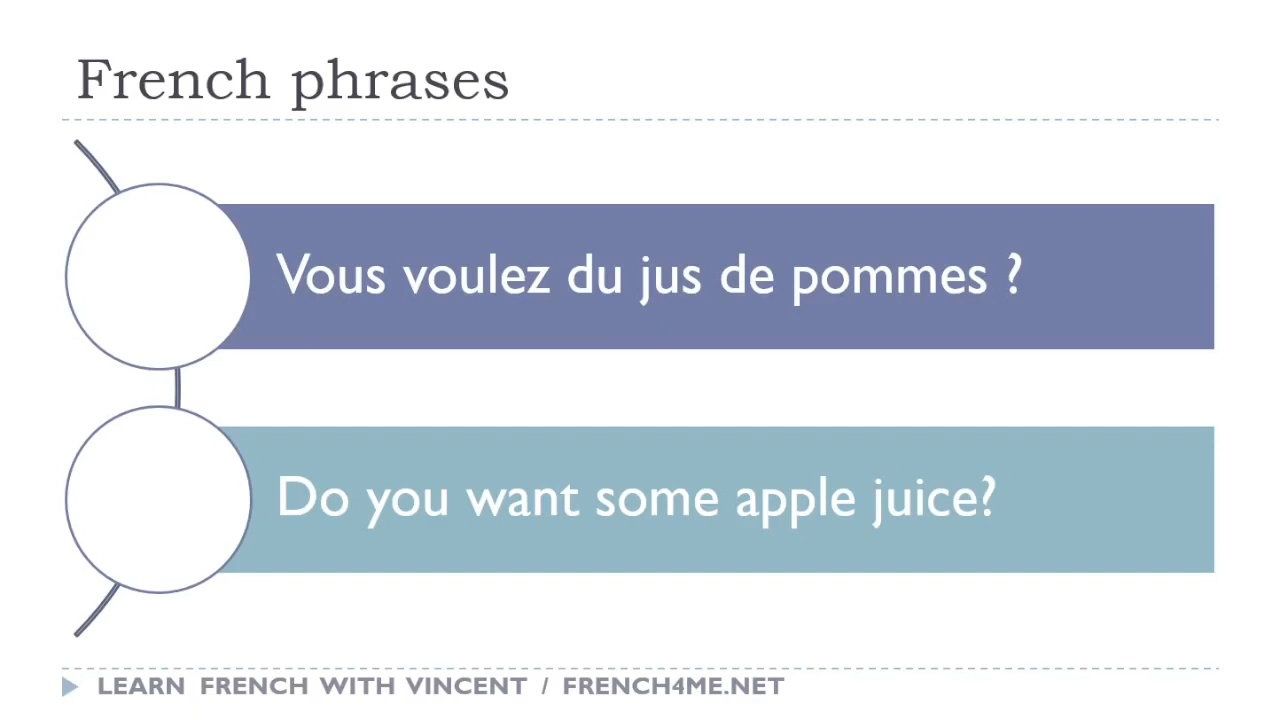 French phrases
Vous voulez du jus de pommes ?
Do you want some apple juice?
LEARN FRENCH WITH VINCENT / FRENCH4ME.NET